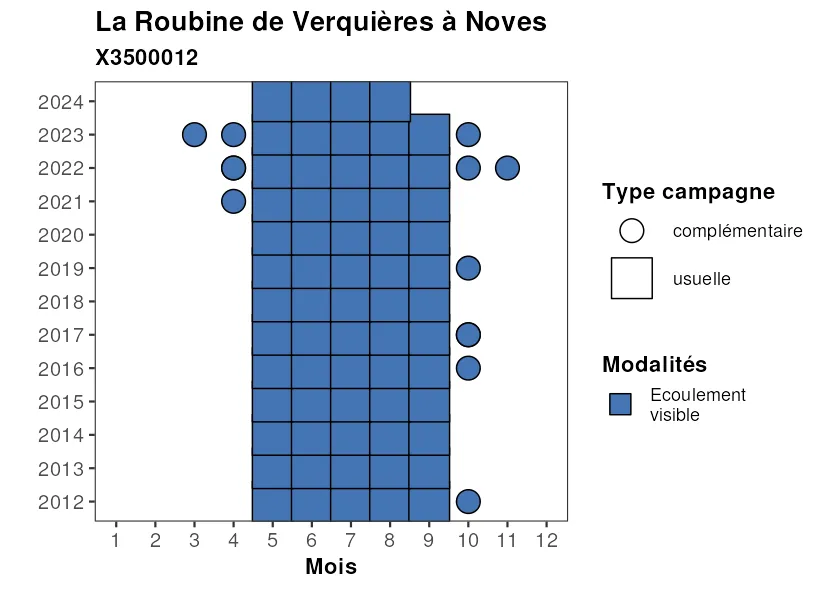 La Roubine de Verquières à Noves
X3500012
2024
2023
2022
2021
2020
2019
2018
2017
2016
2015
2014
2013
2012
1 2 3 4 5 6 7 8 9 10 11 12
Mois
Type campagne
complémentaire
usuelle
Modalités
Ecoulement
visible